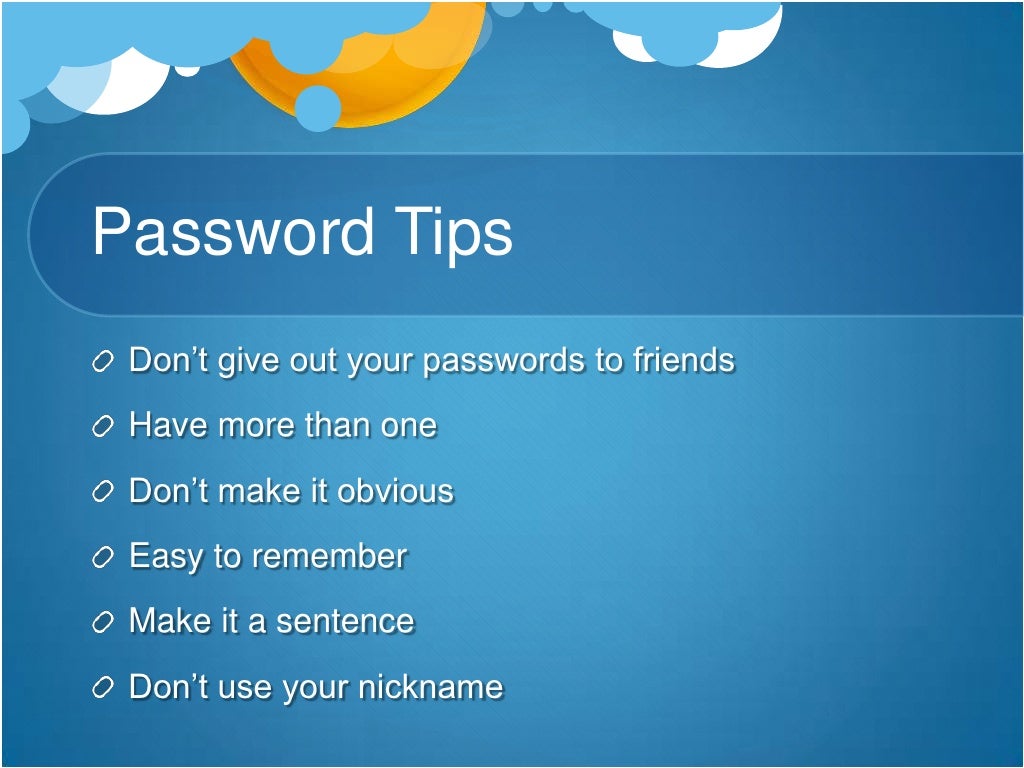 Password Tips
Don’t give out your passwords to friends
Have more than one
Don’t make it obvious
Easy to remember
Make it a sentence
Don’t use your nickname